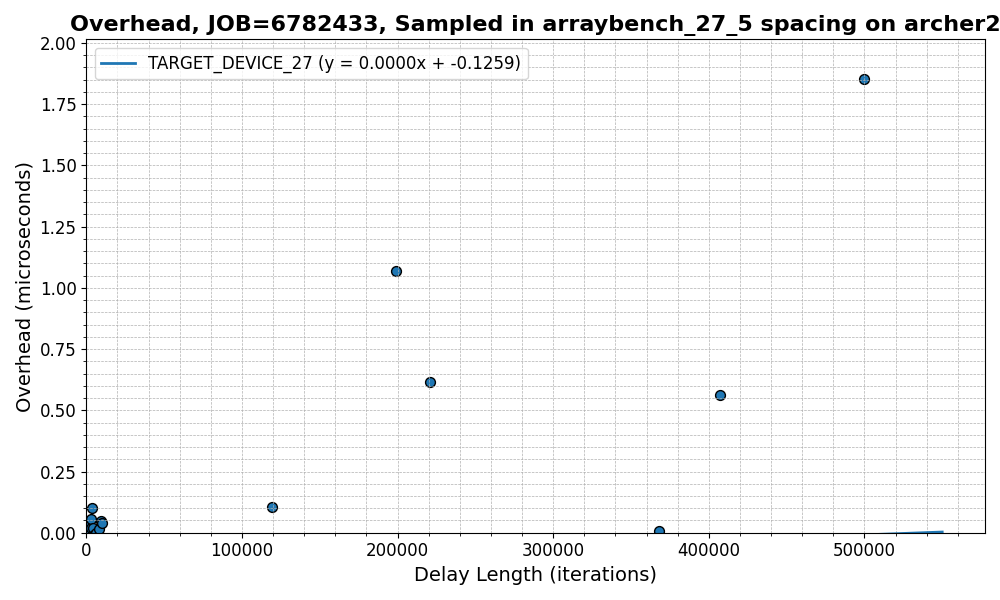 Overhead, JOB=6782433, Sampled in arraybench_27_5 spacing on archer2
TARGET_DEVICE_27 (y = 0.0000x + -0.1259)
Overhead (microseconds)
2.00
1.75
1.50
1.25
1.00
0.75
0.50
0.25
0.00
0 100000 200000 300000 400000 500000
Delay Length (iterations)